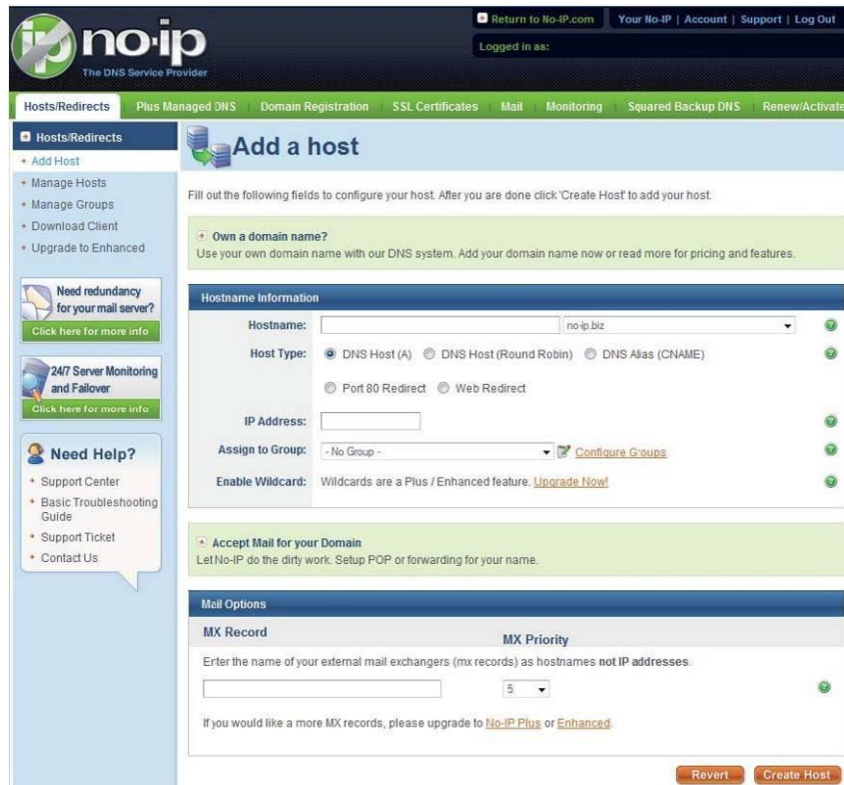 Return to No-IP.com Your No-IP | Account | Support | Log Out
no-ip
Logged in as:
The DNS Service Provider
Hosts/Redirects Plus Managed DNS Domain Registration SSL Certificates Mail Monitoring Squared Backup DNS Renew/Activate
Hosts/Redirects
Add Host
Manage Hosts
Manage Groups
Download Client
Upgrade to Enhanced
Need redundancy
for your mail server?
Click here for more info
24/7 Server Monitoring
and Failover
Click here for more info
Need Help?
Support Center
Basic Troubleshooting
Guide
Support Ticket
Contact Us
Add a host
Fill out the following fields to configure your host. After you are done click 'Create Host' to add your host.
Own a domain name?
Use your own domain name with our DNS system. Add your domain name now or read more for pricing and features.
Hostname Information
Hostname: no-ip.biz
Host Type: DNS Host (A) DNS Host (Round Robin) DNS Alias (CNAME)
Port 80 Redirect Web Redirect
IP Address:
Assign to Group: - No Group - Configure Groups
Enable Wildcard: Wildcards are a Plus / Enhanced feature. Upgrade Now!
Accept Mail for your Domain
Let No-IP do the dirty work. Setup POP or forwarding for your name.
Mail Options
MX Record MX Priority
Enter the name of your external mail exchangers (mx records) as hostnames not IP addresses.
5
If you would like a more MX records, please upgrade to No-IP Plus or Enhanced.
Revert Create Host